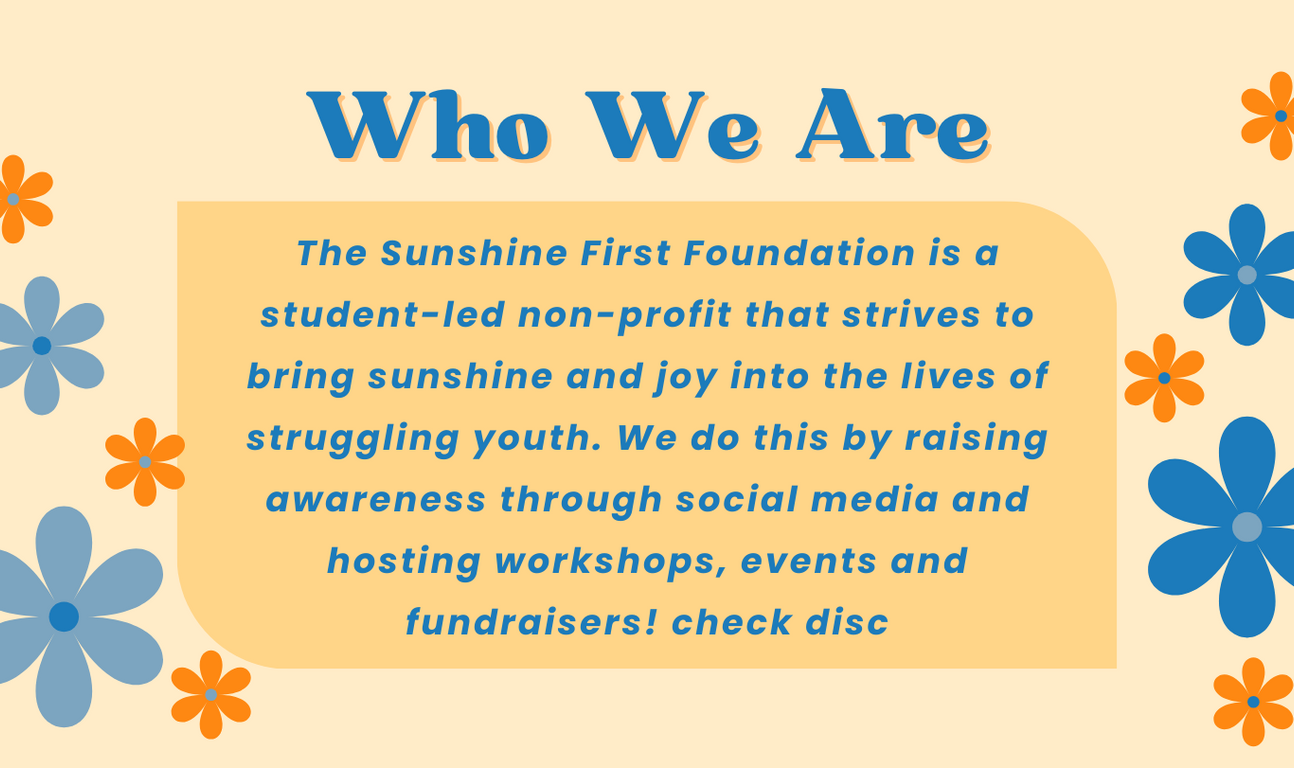 Who We Are
The Sunshine First Foundation is a
student-led non-profit that strives to
bring sunshine and joy into the lives of
struggling youth. We do this by raising
awareness through social media and
hosting workshops, events and
fundraisers! check disc